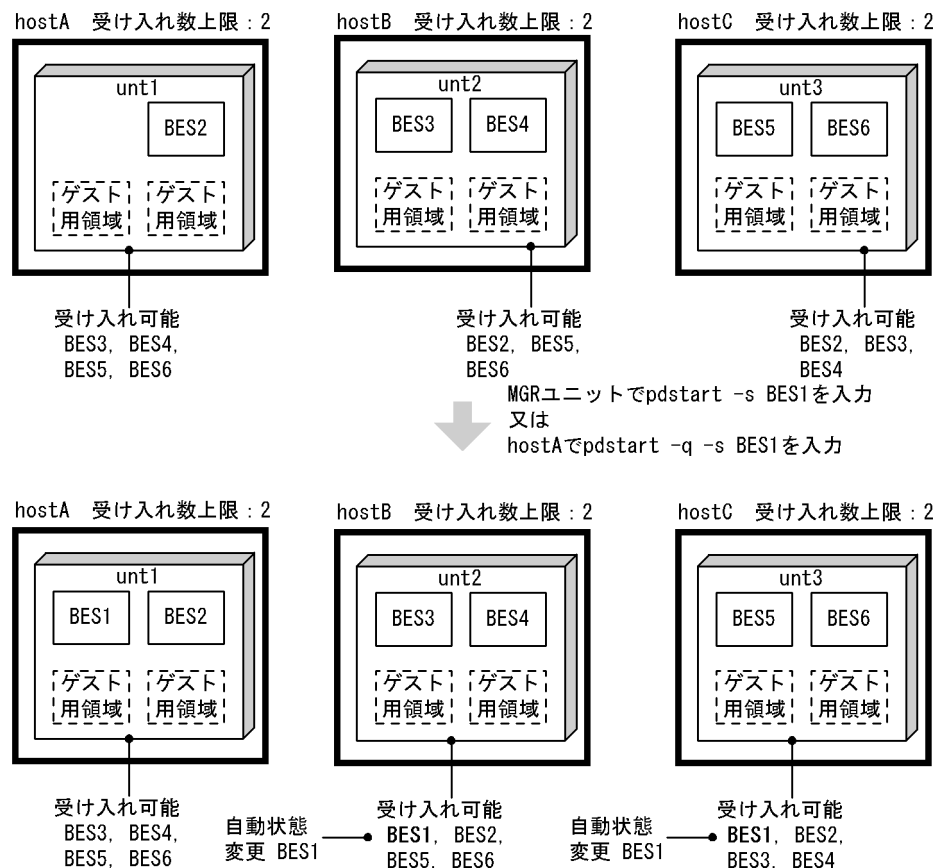 hostA 受け入れ数上限：2
hostB 受け入れ数上限：2
hostC 受け入れ数上限：2
unt1
BES2
ゲスト
用領域
ゲスト
用領域
受け入れ可能
BES3, BES4,
BES5, BES6
unt2
BES3
BES4
ゲスト
用領域
ゲスト
用領域
受け入れ可能
BES2, BES5,
BES6
unt3
BES5
BES6
ゲスト
用領域
ゲスト
用領域
受け入れ可能
BES2, BES3,
BES4
MGRユニットでpdstart -s BES1を入力
又は
hostAでpdstart -q -s BES1を入力
hostA 受け入れ数上限：2
hostB 受け入れ数上限：2
hostC 受け入れ数上限：2
unt1
BES1
BES2
ゲスト
用領域
ゲスト
用領域
受け入れ可能
BES3, BES4,
BES5, BES6
unt2
BES3
BES4
ゲスト
用領域
ゲスト
用領域
自動状態
変更 BES1
受け入れ可能
BES1, BES2,
BES5, BES6
unt3
BES5
BES6
ゲスト
用領域
ゲスト
用領域
自動状態
変更 BES1
受け入れ可能
BES1, BES2,
BES3, BES4